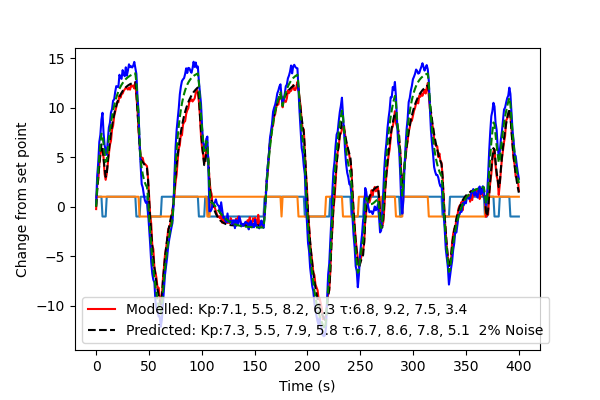 15
10
5
0
−5
−10
Change from set point
Modelled: Kp:7.1, 5.5, 8.2, 6.3 τ:6.8, 9.2, 7.5, 3.4
Predicted: Kp:7.3, 5.5, 7.9, 5.8 τ:6.7, 8.6, 7.8, 5.1  2% Noise
0 50 100 150 200 250 300 350 400
Time (s)